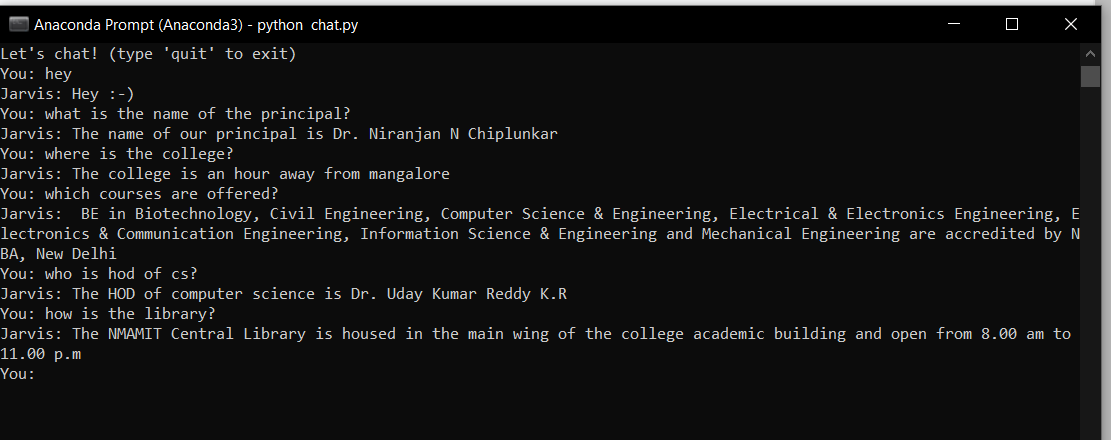 Anaconda Prompt (Anaconda3) - python  chat.py
Let's chat! (type 'quit' to exit)
You: hey
Jarvis: Hey :-)
You: what is the name of the principal?
Jarvis: The name of our principal is Dr. Niranjan N Chiplunkar
You: where is the college?
Jarvis: The college is an hour away from mangalore
You: which courses are offered?
Jarvis:  BE in Biotechnology, Civil Engineering, Computer Science & Engineering, Electrical & Electronics Engineering, E
lectronics & Communication Engineering, Information Science & Engineering and Mechanical Engineering are accredited by N
BA, New Delhi
You: who is hod of cs?
Jarvis: The HOD of computer science is Dr. Uday Kumar Reddy K.R
You: how is the library?
Jarvis: The NMAMIT Central Library is housed in the main wing of the college academic building and open from 8.00 am to
11.00 p.m
You: